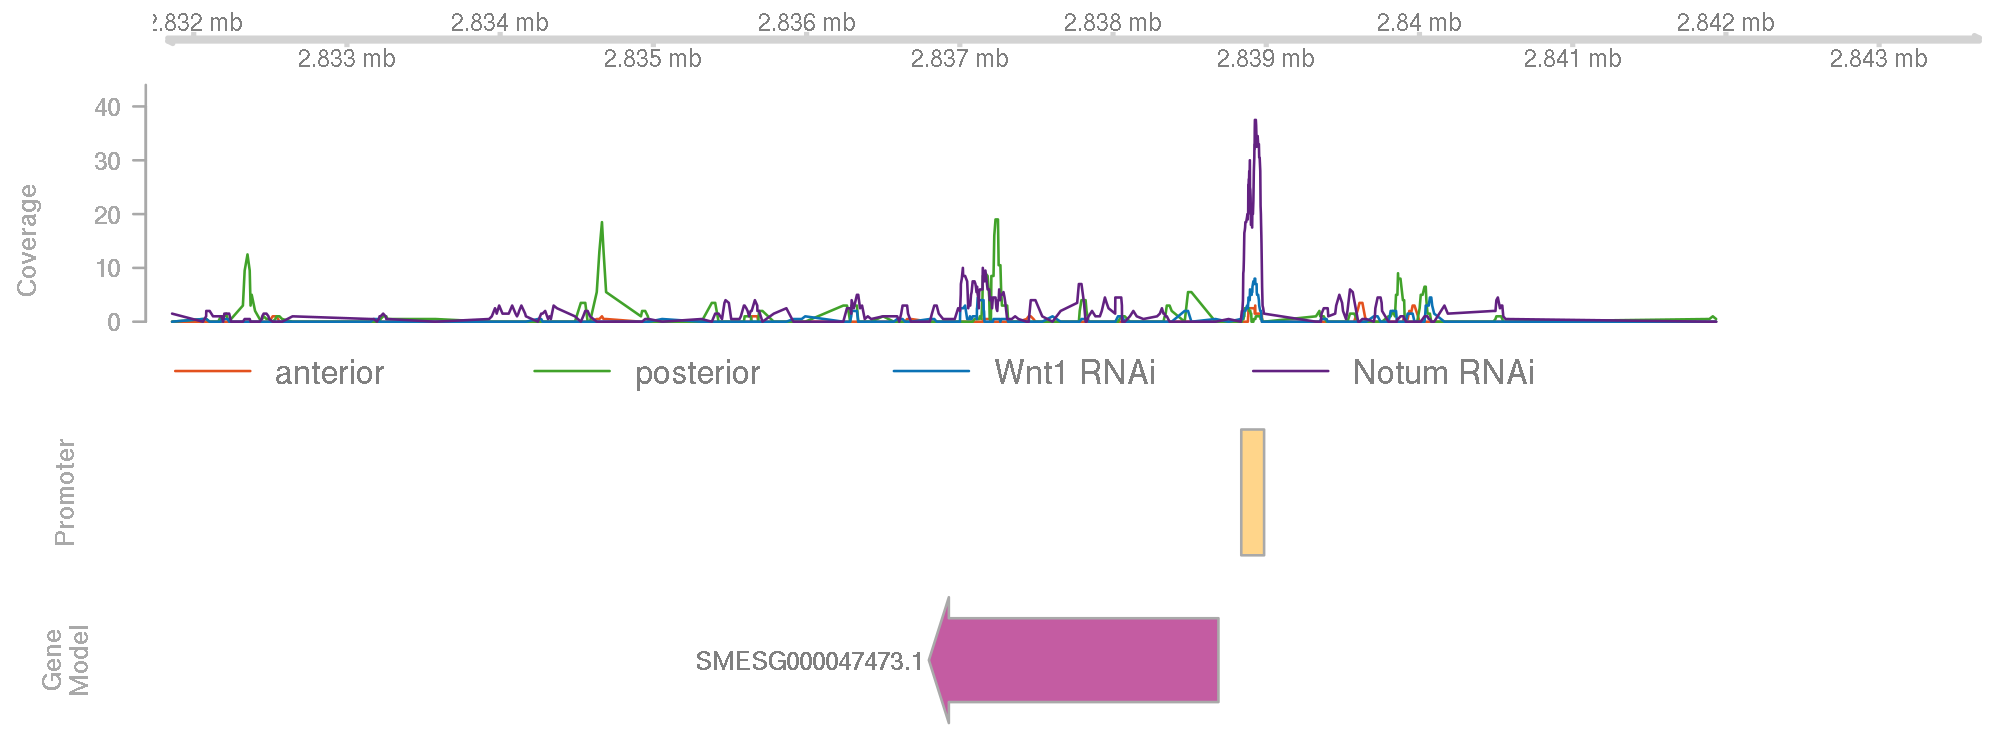 2.832 mb 2.834 mb 2.836 mb 2.838 mb 2.84 mb 2.842 mb
2.833 mb 2.835 mb 2.837 mb 2.839 mb 2.841 mb 2.843 mb
Coverage
40
30
20
10
0
anterior posterior Wnt1 RNAi Notum RNAi
Promoter
Gene
Model
SMESG000047473.1